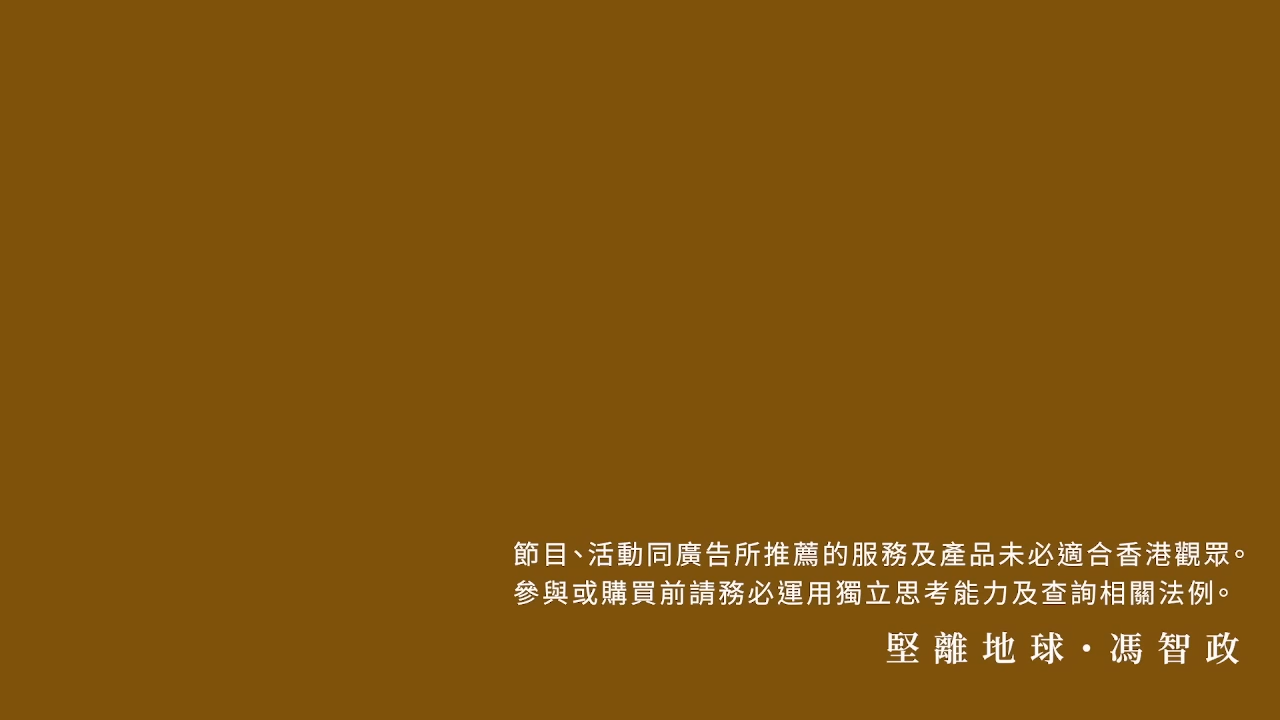 節目、活動同廣告所推薦的服務及產品未必適合香港觀眾。
參與或購買前請務必運用獨立思考能力及查詢相關法例。
堅離地球·馮智政